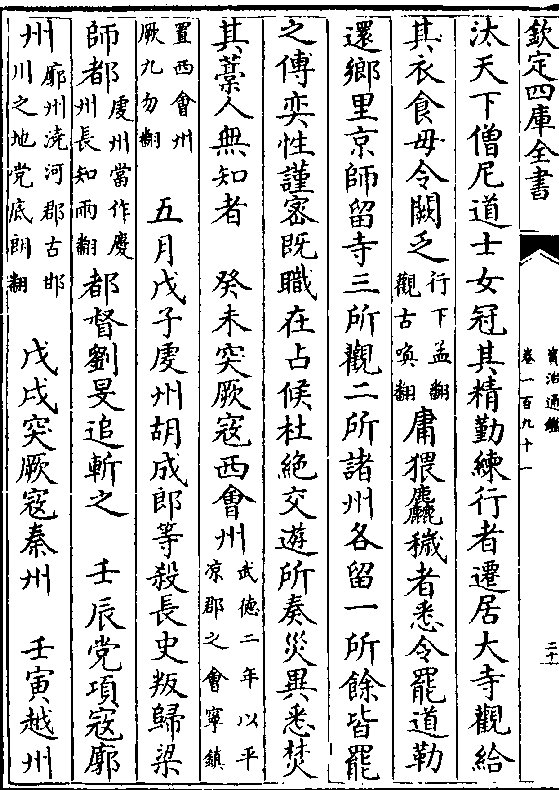 欽定四庫全書
資治通鑑
卷一百九十一
二十
汰天下僧尼道士女冠其精勤練行者遷居大寺觀給
其衣食毋令闕乏行下孟翻觀古喚翻庸猥麤穢者悉令罷道勒
還鄉里京師留寺三所觀二所諸州各留一所餘皆罷
之傳奕性謹密既職在占候杜絶交遊所奏災異悉焚
其藁人無知者 癸未突厥寇西會州武德二年以平凉郡之會寧鎮
置西會州厥九勿翻 五月戊子䖍州胡成郎等殺長史叛歸梁
師都䖍州當作慶州長知兩翻都督劉旻追斬之 壬辰党項寇廓
州廓州澆河郡古邯川之地党底朗翻 戊戌突厥寇秦州 壬寅越州